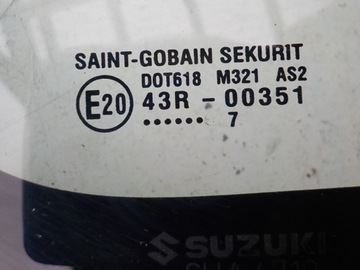 SAINT-GOBAIN SEKURIT
DOT618 M321 AS2
E20 43R - 00351
•••••• 7
SUZUKI